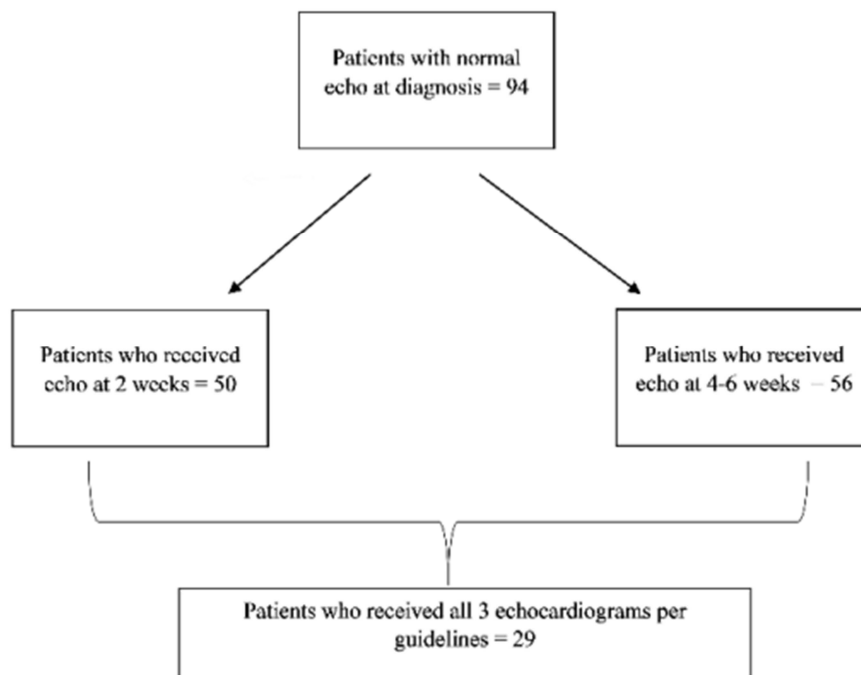 Patients with normal
echo at diagnosis = 94
Patients who received
echo at 2 weeks = 50
Patients who received
echo at 4-6 weeks – 56
Patients who received all 3 echocardiograms per
guidelines = 29